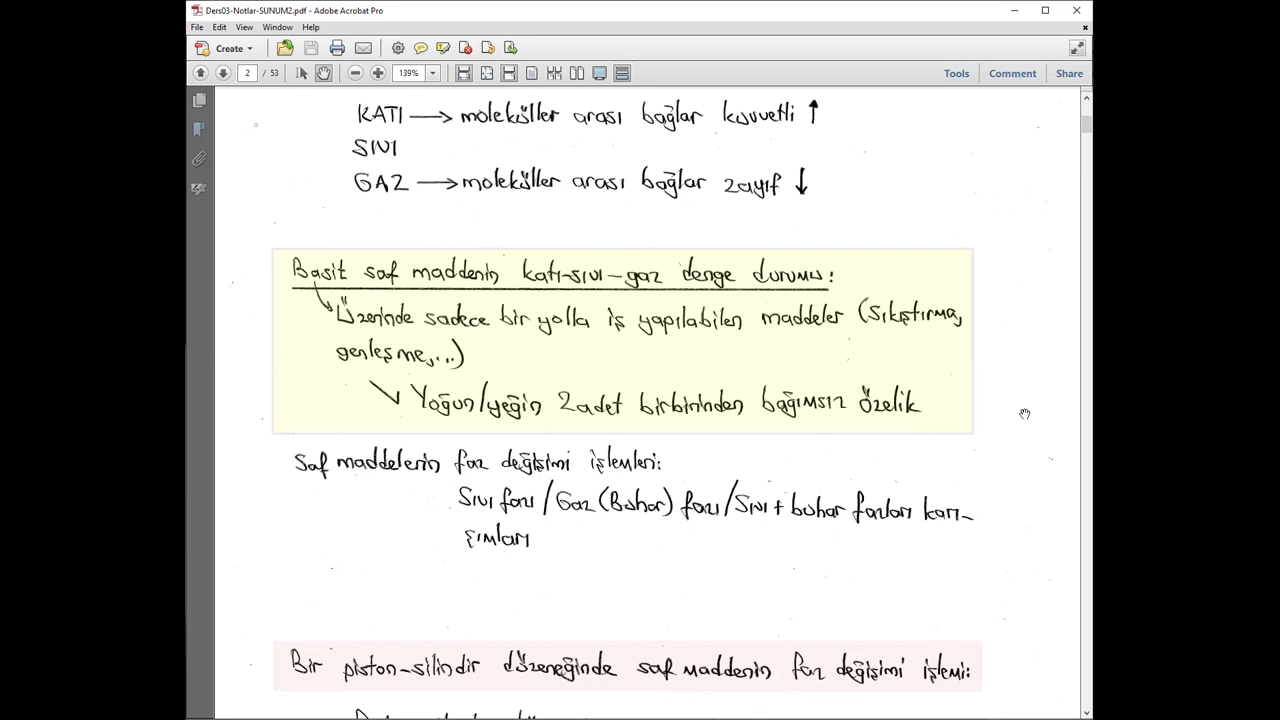 Ders03-Notlar-SUNUM2.pdf - Adobe Acrobat Pro
File Edit View Window Help
Create
2 / 53 139% Tools Comment Share
KATI → moleküller arası bağlar kuvvetli ↑
SIVI
GAZ → moleküller arası bağlar zayıf ↓
Basit saf maddenin katı-sıvı-gaz denge durumu:
Üzerinde sadece bir yolla iş yapılabilen maddeler (sıkıştırma,
genleşme,...)
Yoğun/yeğin 2 adet birbirinden bağımsız özelik
Saf maddelerin faz değişimi işlemleri:
Sıvı fazı / Gaz (Buhar) fazı / Sıvı + buhar fazları karı-
şımları
Bir piston-silindir düzeneğinde saf maddenin faz değişimi işlemi: